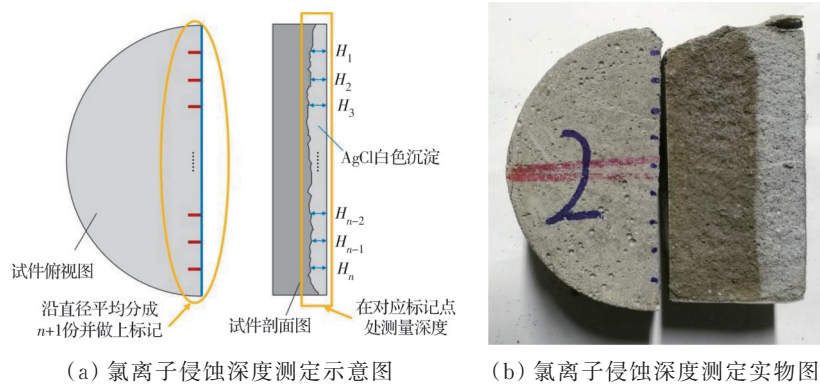 H₁
H₂
H₃
AgCl白色沉淀
……
……
Hₙ₋₂
Hₙ₋₁
Hₙ
试件俯视图
试件剖面图
沿直径平均分成
n+1份并做上标记
在对应标记点
处测量深度
2
(a) 氯离子侵蚀深度测定示意图
(b) 氯离子侵蚀深度测定实物图